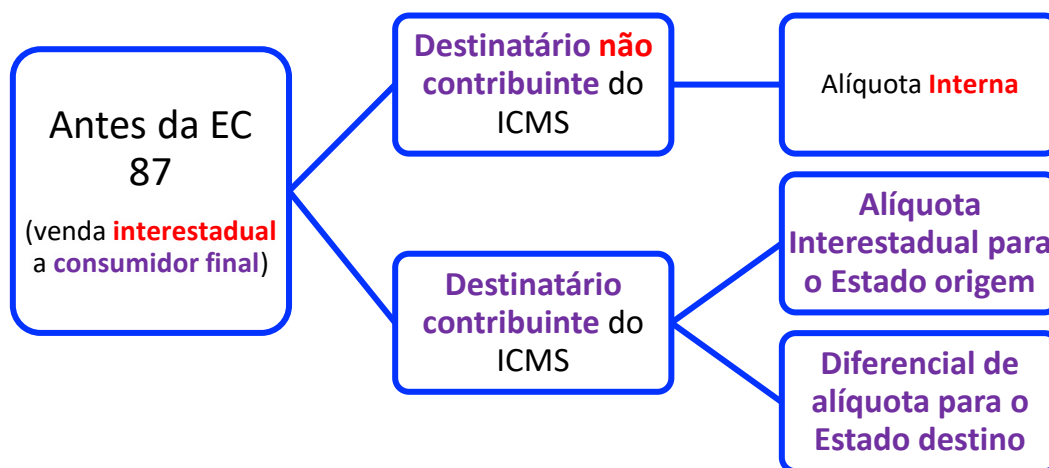 Antes da EC
87
(venda interestadual
a consumidor final)
Destinatário não
contribuinte do
ICMS
Alíquota Interna
Destinatário
contribuinte do
ICMS
Alíquota
Interestadual para
o Estado origem
Diferencial de
alíquota para o
Estado destino